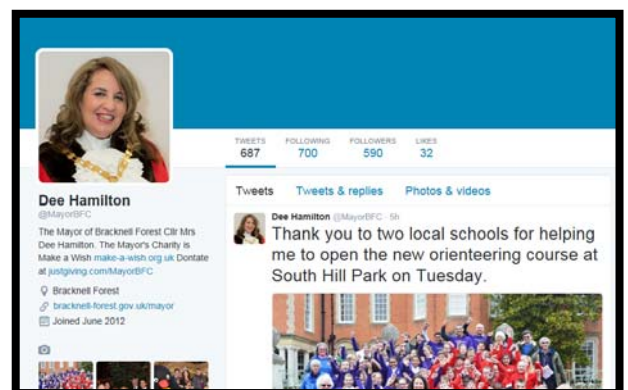 TWEETS FOLLOWING FOLLOWERS LIKES
687 700 590 32
Dee Hamilton
@MayorBFC
The Mayor of Bracknell Forest Cllr Mrs
Dee Hamilton. The Mayor's Charity is
Make a Wish make-a-wish.org.uk Dontate
at justgiving.com/MayorBFC
Bracknell Forest
bracknell-forest.gov.uk/mayor
Joined June 2012
Tweets Tweets & replies Photos & videos
Dee Hamilton @MayorBFC · 5h
Thank you to two local schools for helping
me to open the new orienteering course at
South Hill Park on Tuesday.